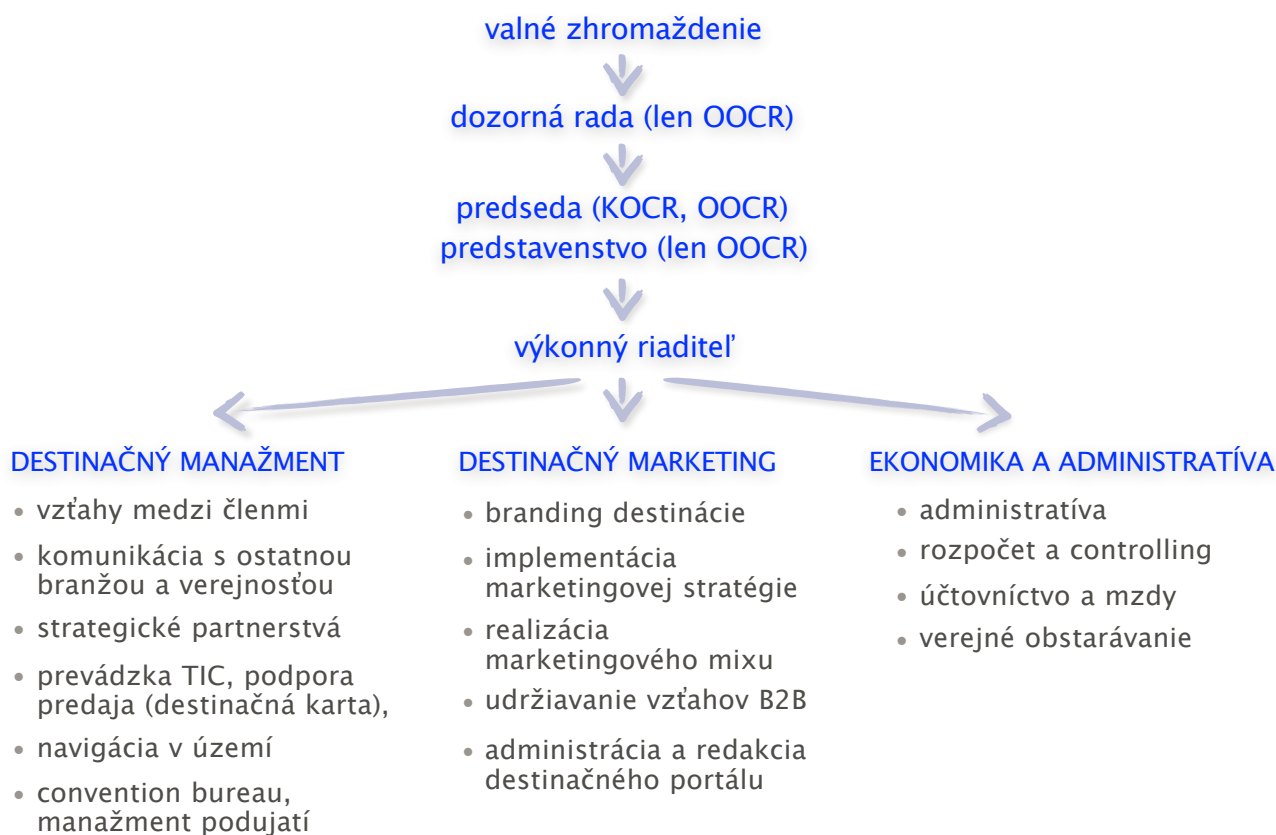 valné zhromaždenie
dozorná rada (len OOCR)
predseda (KOCR, OOCR)
predstavenstvo (len OOCR)
výkonný riaditeľ
DESTINAČNÝ MANAŽMENT
• vzťahy medzi členmi
• komunikácia s ostatnou
branžou a verejnosťou
• strategické partnerstvá
• prevádzka TIC, podpora
predaja (destinačná karta),
• navigácia v území
• convention bureau,
manažment podujatí
DESTINAČNÝ MARKETING
• branding destinácie
• implementácia
marketingovej stratégie
• realizácia
marketingového mixu
• udržiavanie vzťahov B2B
• administrácia a redakcia
destinačného portálu
EKONOMIKA A ADMINISTRATÍVA
• administratíva
• rozpočet a controlling
• účtovníctvo a mzdy
• verejné obstarávanie